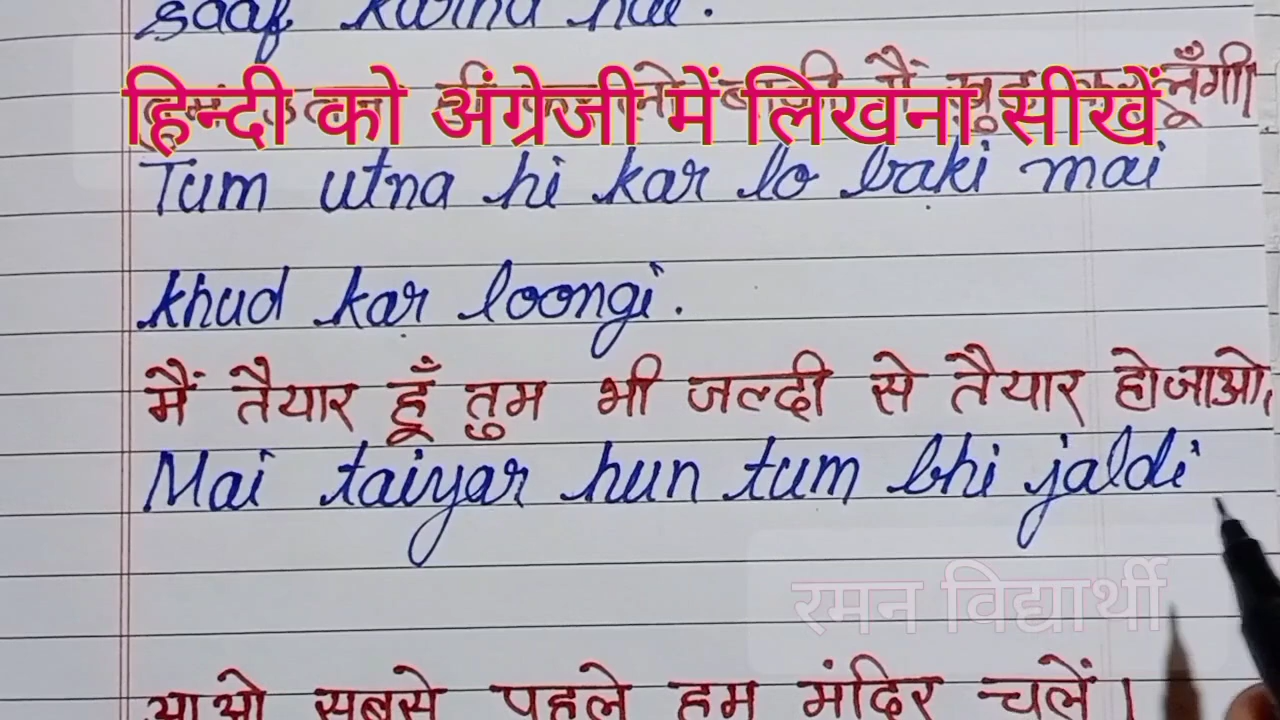 saaf karna hai.
हिन्दी को अंग्रेजी में लिखना सीखें
लूँगी।
Tum utna hi kar lo baki mai
khud kar loongi.
मैं तैयार हूँ तुम भी जल्दी से तैयार होजाओ,
Mai taiyar hun tum bhi jaldi
रमन विद्यार्थी
आओ सबसे पहले हम मंदिर चलें।